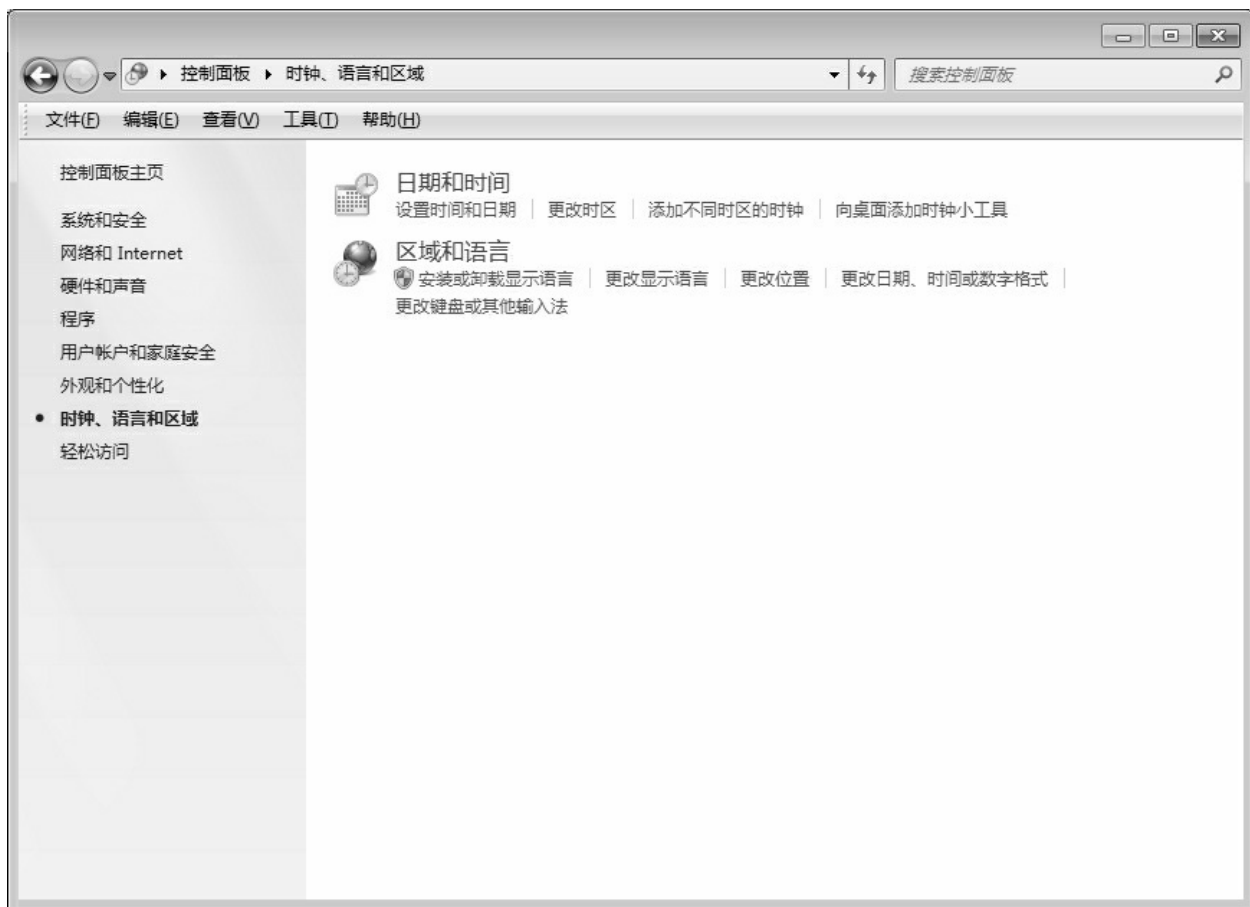 控制面板 ▸ 时钟、语言和区域
搜索控制面板
文件(F) 编辑(E) 查看(V) 工具(T) 帮助(H)
控制面板主页
系统和安全
网络和 Internet
硬件和声音
程序
用户帐户和家庭安全
外观和个性化
时钟、语言和区域
轻松访问
日期和时间
设置时间和日期 | 更改时区 | 添加不同时区的时钟 | 向桌面添加时钟小工具
区域和语言
安装或卸载显示语言 | 更改显示语言 | 更改位置 | 更改日期、时间或数字格式 |
更改键盘或其他输入法